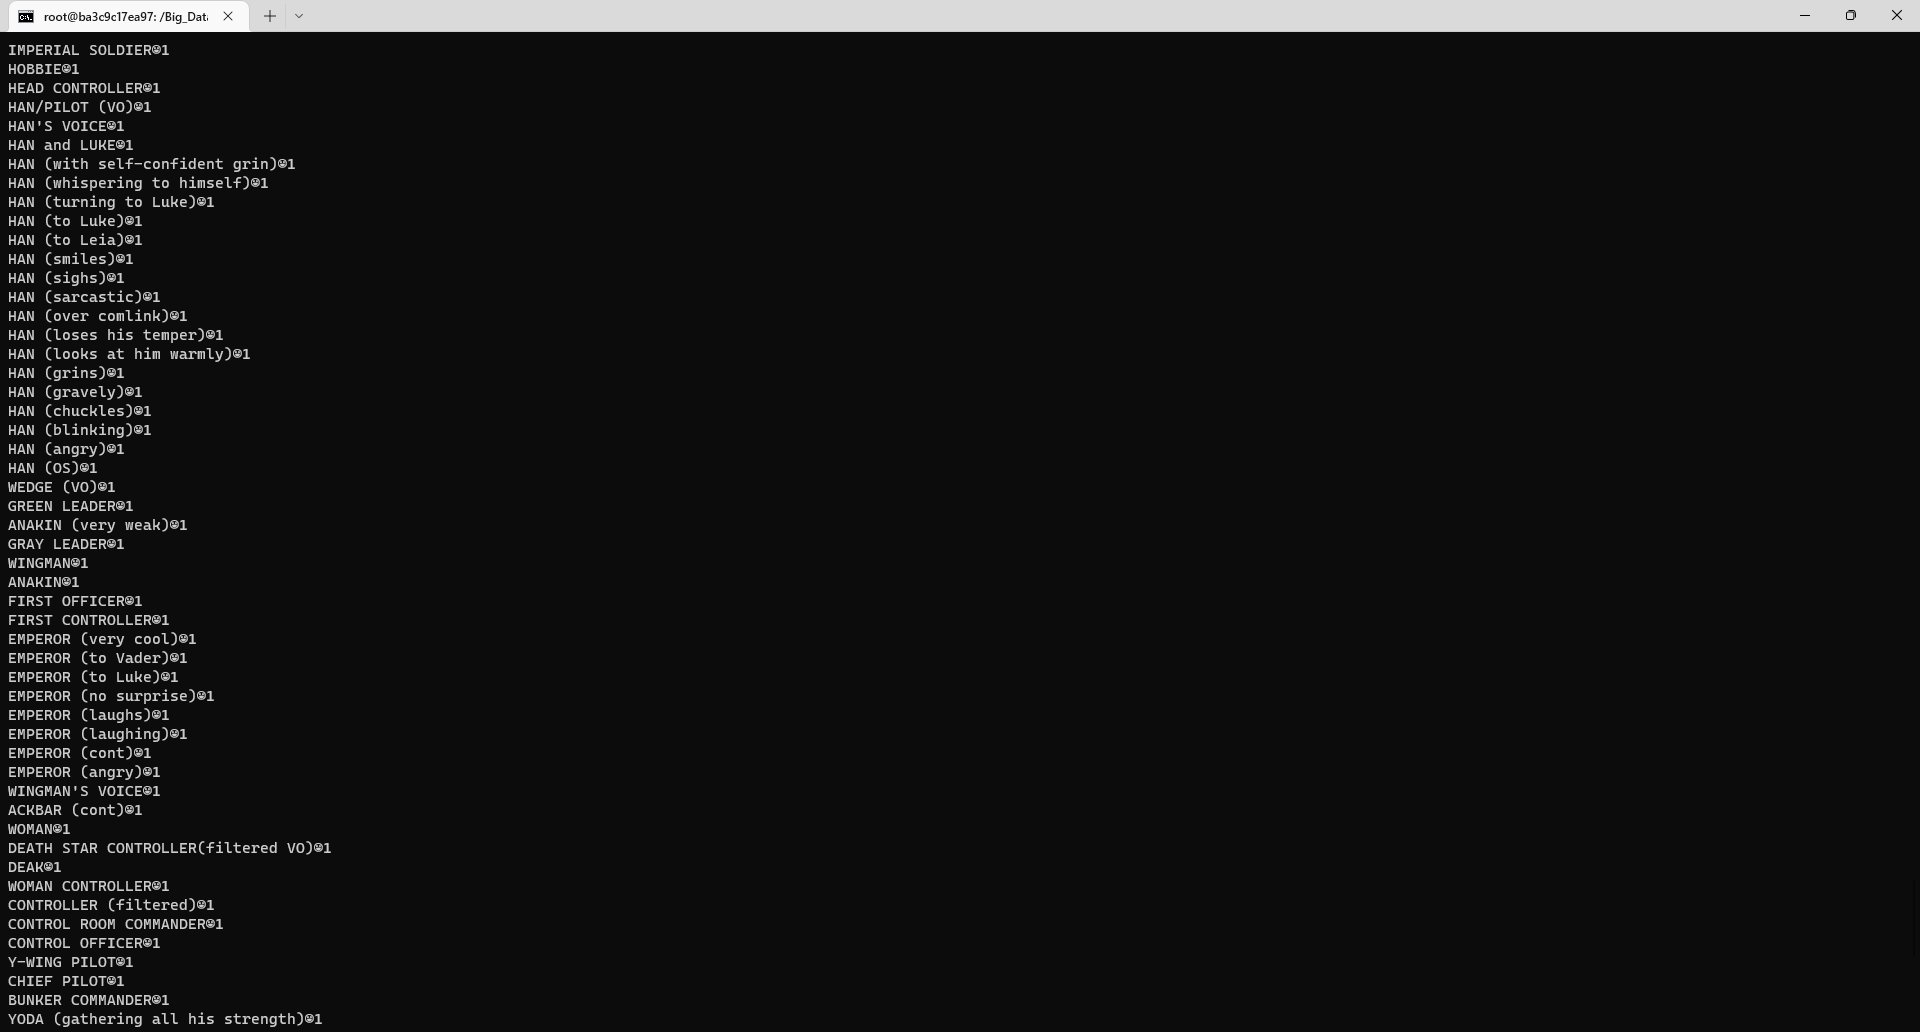 root@ba3c9c17ea97: /Big_Data
IMPERIAL SOLDIER☺1
HOBBIE☺1
HEAD CONTROLLER☺1
HAN/PILOT (VO)☺1
HAN'S VOICE☺1
HAN and LUKE☺1
HAN (with self-confident grin)☺1
HAN (whispering to himself)☺1
HAN (turning to Luke)☺1
HAN (to Luke)☺1
HAN (to Leia)☺1
HAN (smiles)☺1
HAN (sighs)☺1
HAN (sarcastic)☺1
HAN (over comlink)☺1
HAN (loses his temper)☺1
HAN (looks at him warmly)☺1
HAN (grins)☺1
HAN (gravely)☺1
HAN (chuckles)☺1
HAN (blinking)☺1
HAN (angry)☺1
HAN (OS)☺1
WEDGE (VO)☺1
GREEN LEADER☺1
ANAKIN (very weak)☺1
GRAY LEADER☺1
WINGMAN☺1
ANAKIN☺1
FIRST OFFICER☺1
FIRST CONTROLLER☺1
EMPEROR (very cool)☺1
EMPEROR (to Vader)☺1
EMPEROR (to Luke)☺1
EMPEROR (no surprise)☺1
EMPEROR (laughs)☺1
EMPEROR (laughing)☺1
EMPEROR (cont)☺1
EMPEROR (angry)☺1
WINGMAN'S VOICE☺1
ACKBAR (cont)☺1
WOMAN☺1
DEATH STAR CONTROLLER(filtered VO)☺1
DEAK☺1
WOMAN CONTROLLER☺1
CONTROLLER (filtered)☺1
CONTROL ROOM COMMANDER☺1
CONTROL OFFICER☺1
Y-WING PILOT☺1
CHIEF PILOT☺1
BUNKER COMMANDER☺1
YODA (gathering all his strength)☺1